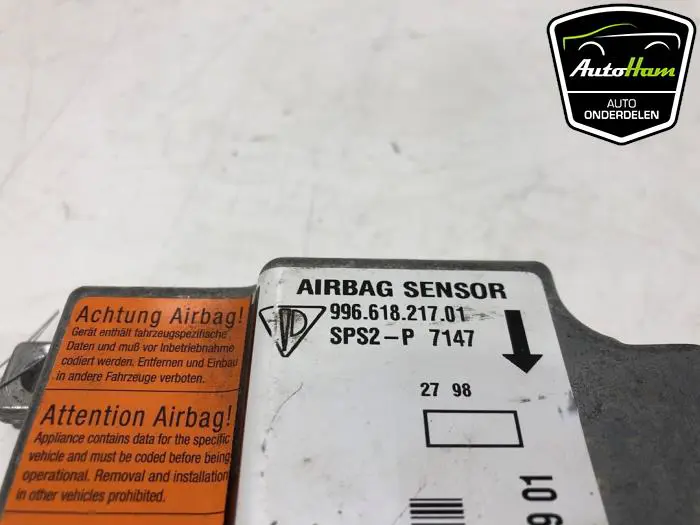 AutoHam
AUTO
ONDERDELEN
AIRBAG SENSOR
996.618.217.01
SPS2-P 7147
27 98
9 01
Achtung Airbag!
Gerät enthält fahrzeugspezifische
Daten und muß vor Inbetriebnahme
codiert werden. Entfernen und Einbau
in andere Fahrzeuge verboten.
Attention Airbag!
Appliance contains data for the specific
vehicle and must be coded before being
operational. Removal and installation
in other vehicles prohibited.